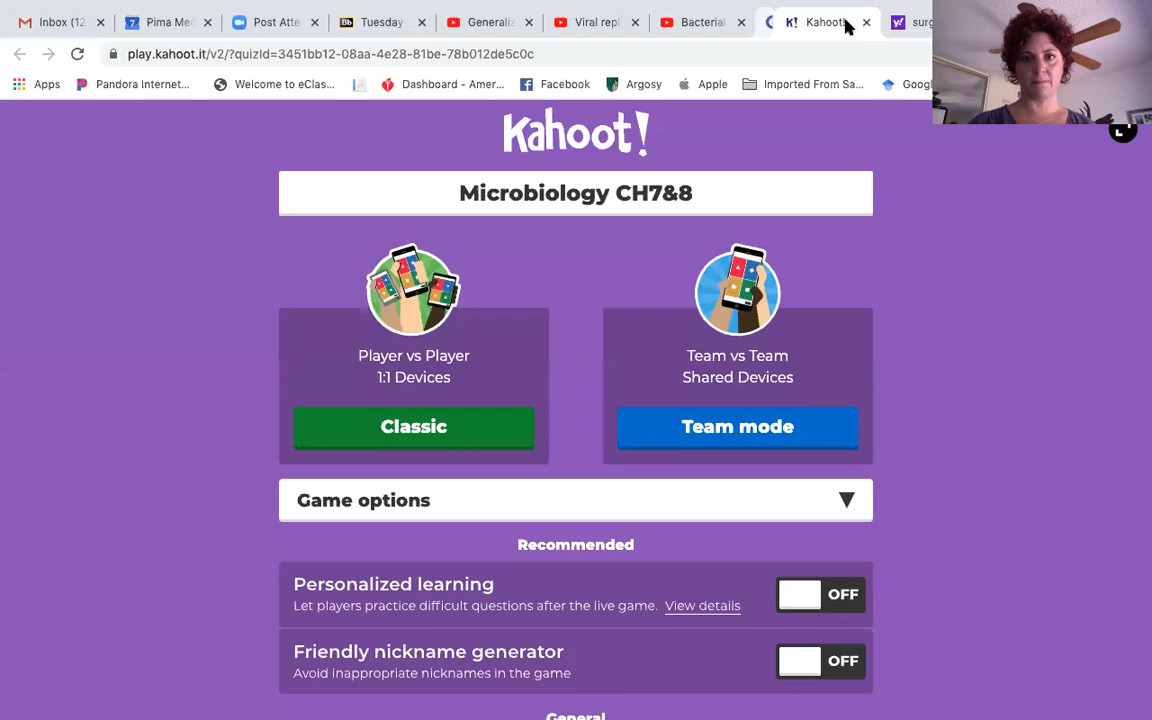 Inbox (12
Pima Mec
Post Atte
Tuesday
Generaliz
Viral repl
Bacterial
Kahoot!
surg
play.kahoot.it/v2/?quizId=3451bb12-08aa-4e28-81be-78b012de5c0c
Apps
Pandora Internet...
Welcome to eClas...
Dashboard - Amer...
Facebook
Argosy
Apple
Imported From Sa...
Googl
Kahoot!
Microbiology CH7&8
Player vs Player
1:1 Devices
Classic
Team vs Team
Shared Devices
Team mode
Game options
Recommended
Personalized learning
Let players practice difficult questions after the live game. View details
OFF
Friendly nickname generator
Avoid inappropriate nicknames in the game
OFF
General